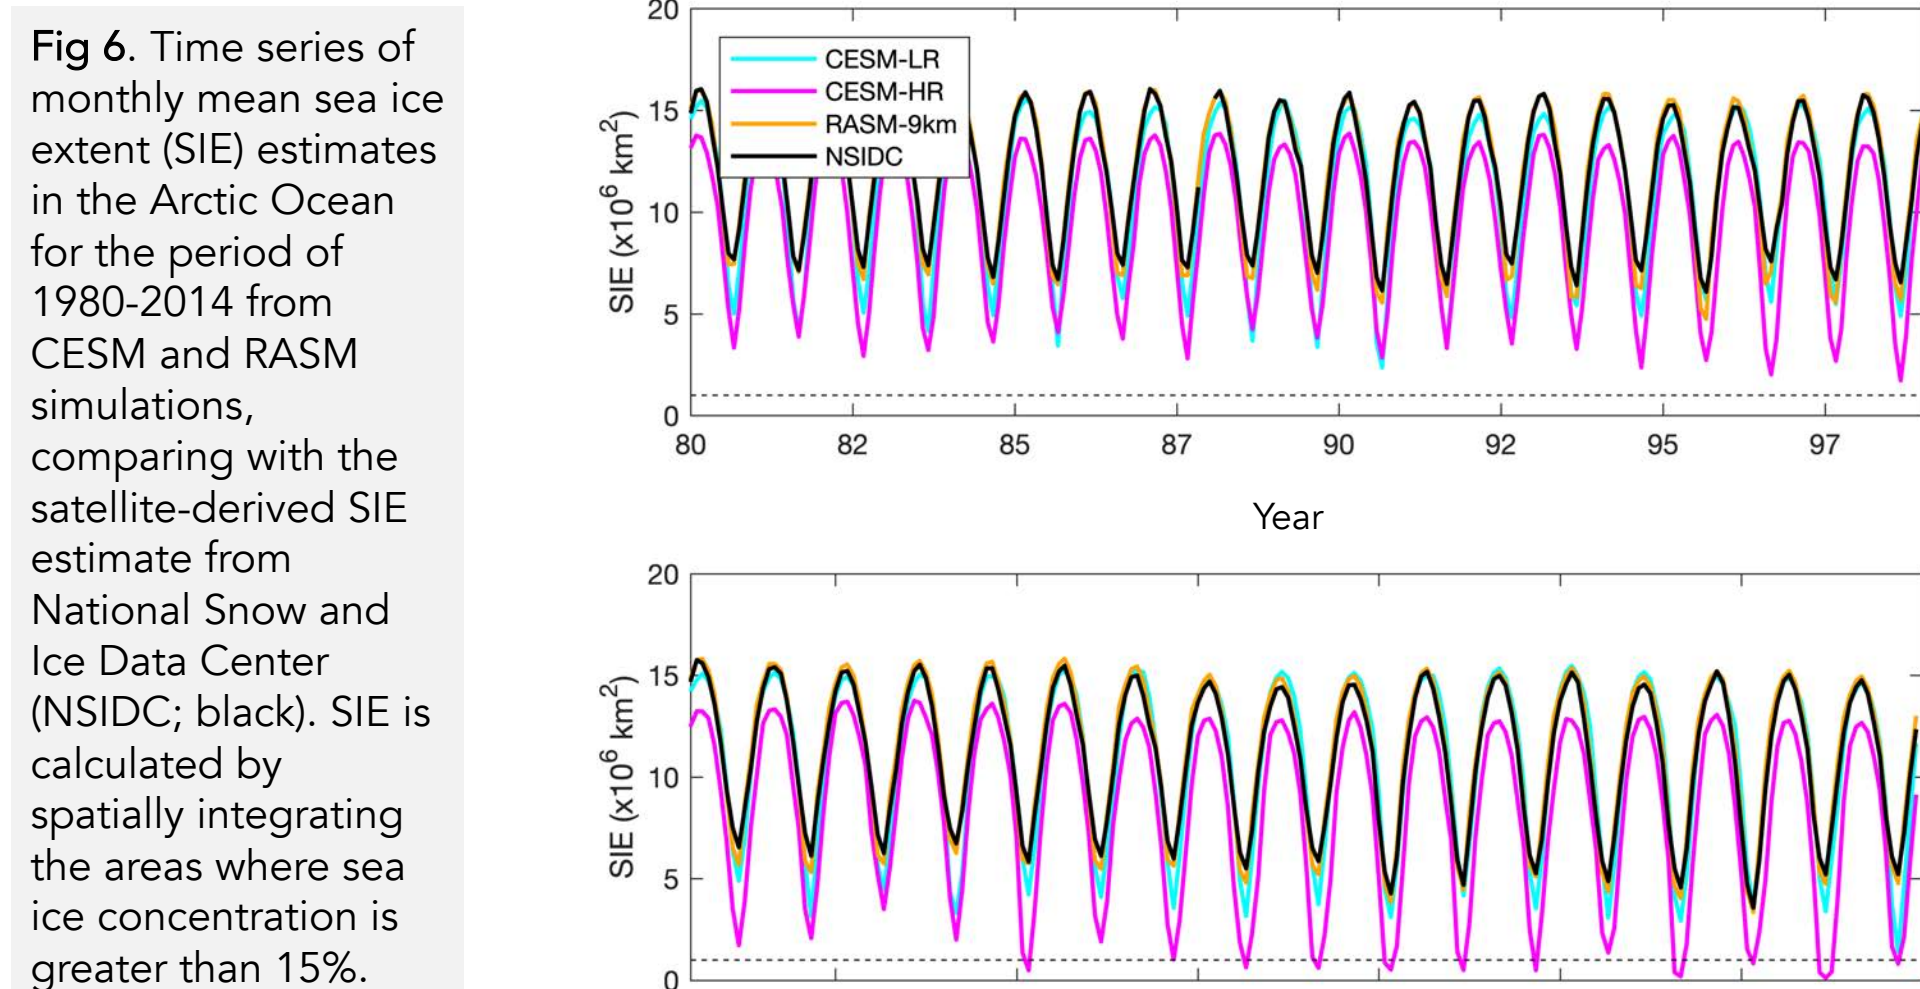 Fig 6. Time series of
monthly mean sea ice
extent (SIE) estimates
in the Arctic Ocean
for the period of
1980-2014 from
CESM and RASM
simulations,
comparing with the
satellite-derived SIE
estimate from
National Snow and
Ice Data Center
(NSIDC; black). SIE is
calculated by
spatially integrating
the areas where sea
ice concentration is
greater than 15%.
20
15
10
5
0
SIE (x10⁶ km²)
CESM-LR
CESM-HR
RASM-9km
NSIDC
80 82 85 87 90 92 95 97
Year
20
15
10
5
0
SIE (x10⁶ km²)